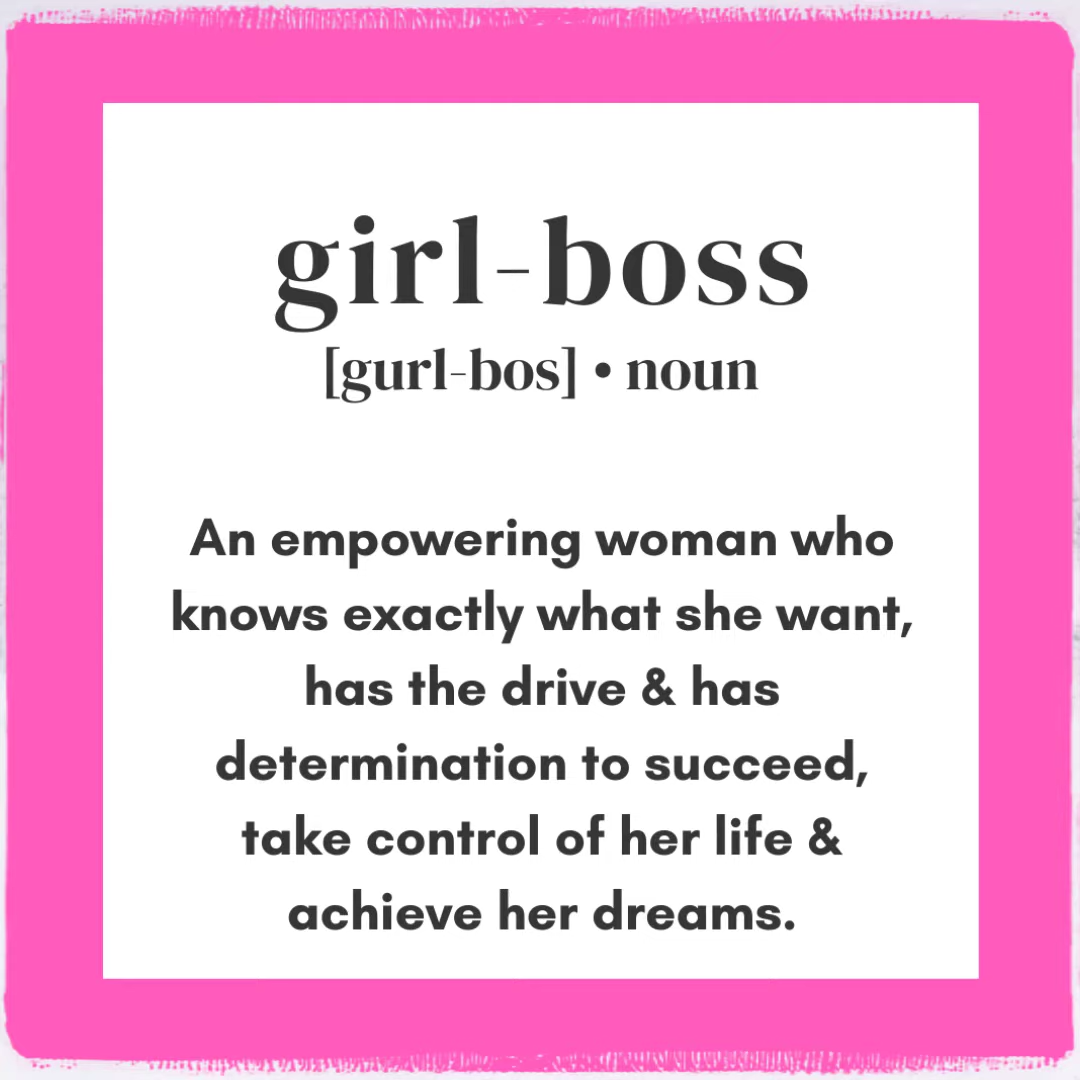 girl-boss
[gurl-bos] • noun
An empowering woman who
knows exactly what she want,
has the drive & has
determination to succeed,
take control of her life &
achieve her dreams.